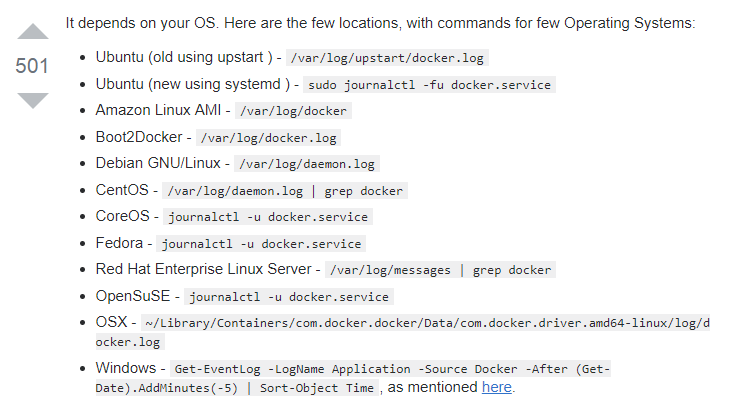 It depends on your OS. Here are the few locations, with commands for few Operating Systems:
501
• Ubuntu (old using upstart ) - /var/log/upstart/docker.log
• Ubuntu (new using systemd ) - sudo journalctl -fu docker.service
• Amazon Linux AMI - /var/log/docker
• Boot2Docker - /var/log/docker.log
• Debian GNU/Linux - /var/log/daemon.log
• CentOS - /var/log/daemon.log | grep docker
• CoreOS - journalctl -u docker.service
• Fedora - journalctl -u docker.service
• Red Hat Enterprise Linux Server - /var/log/messages | grep docker
• OpenSuSE - journalctl -u docker.service
• OSX - ~/Library/Containers/com.docker.docker/Data/com.docker.driver.amd64-linux/log/d
ocker.log
• Windows - Get-EventLog -LogName Application -Source Docker -After (Get-
Date).AddMinutes(-5) | Sort-Object Time , as mentioned here.